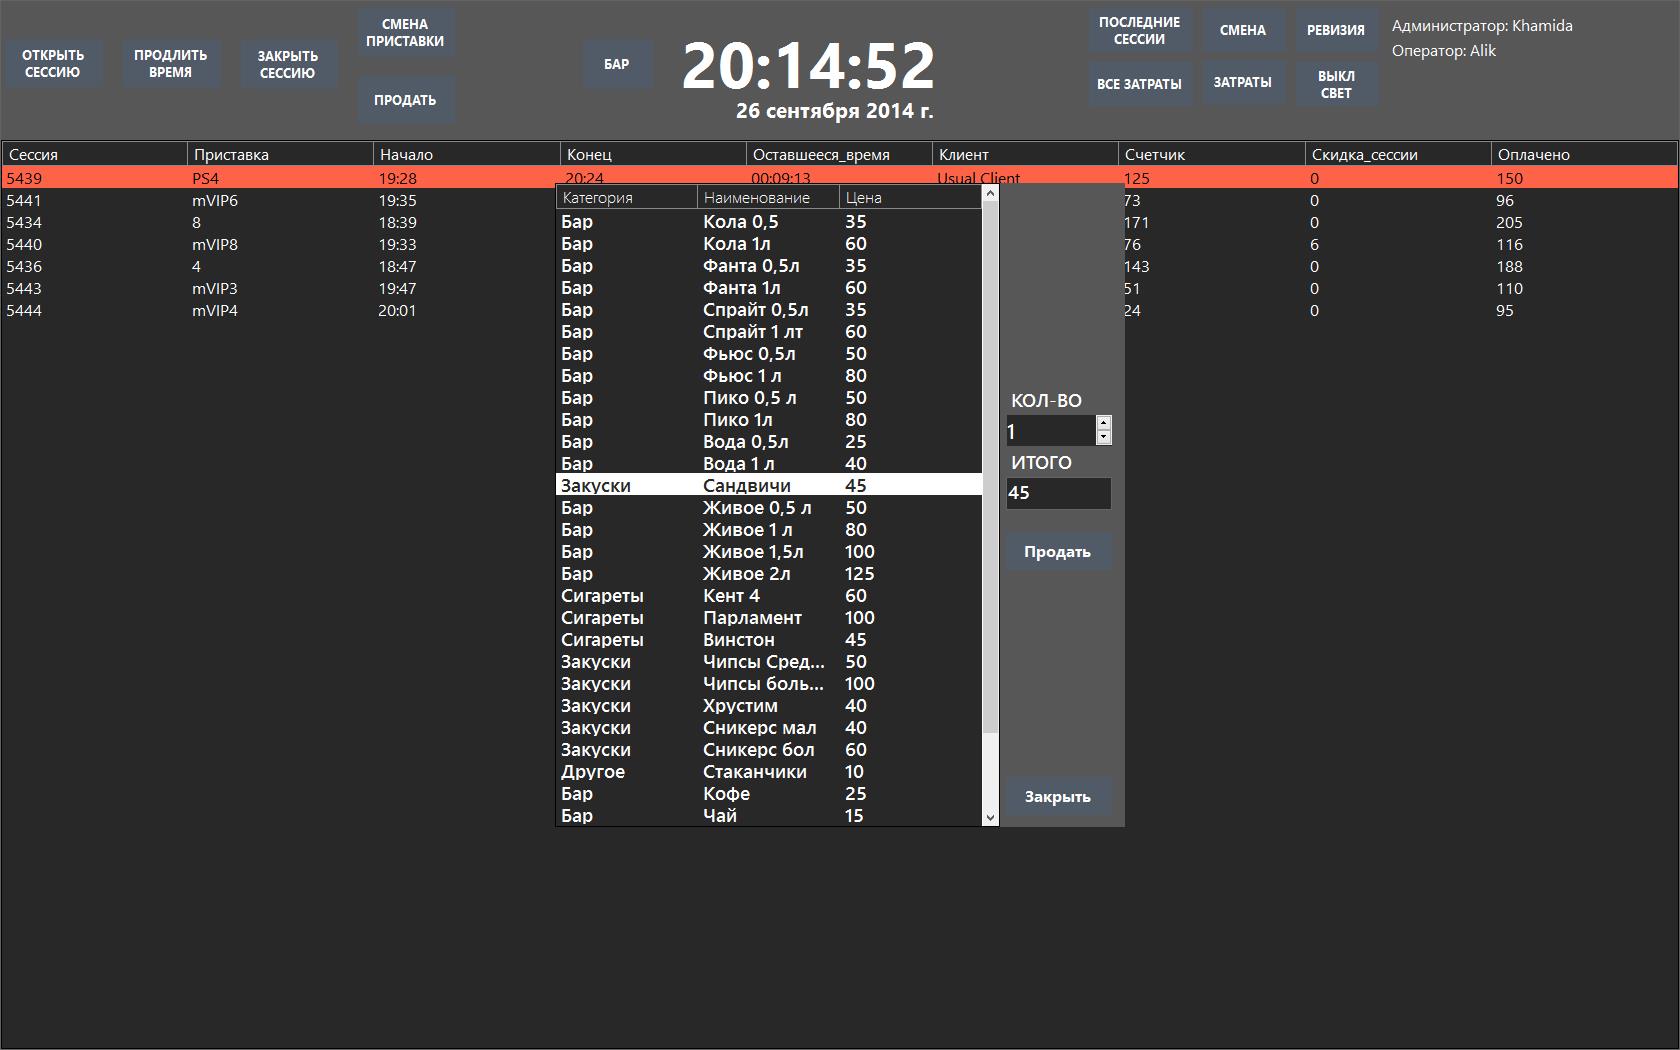 ОТКРЫТЬ
СЕССИЮ
ПРОДЛИТЬ
ВРЕМЯ
ЗАКРЫТЬ
СЕССИЮ
СМЕНА
ПРИСТАВКИ
ПРОДАТЬ
БАР
20:14:52
26 сентября 2014 г.
ПОСЛЕДНИЕ
СЕССИИ
СМЕНА
РЕВИЗИЯ
ВСЕ ЗАТРАТЫ
ЗАТРАТЫ
ВЫКЛ
СВЕТ
Администратор: Khamida
Оператор: Alik
Сессия Приставка Начало Конец Оставшееся_время Клиент Счетчик Скидка_сессии Оплачено
5439 PS4 19:28 20:24 00:09:13 Usual Client 125 0 150
5441 mVIP6 19:35 73 0 96
5434 8 18:39 171 0 205
5440 mVIP8 19:33 76 6 116
5436 4 18:47 143 0 188
5443 mVIP3 19:47 51 0 110
5444 mVIP4 20:01 24 0 95
Категория Наименование Цена
Бар Кола 0,5 35
Бар Кола 1л 60
Бар Фанта 0,5л 35
Бар Фанта 1л 60
Бар Спрайт 0,5л 35
Бар Спрайт 1 лт 60
Бар Фьюс 0,5л 50
Бар Фьюс 1 л 80
Бар Пико 0,5 л 50
Бар Пико 1л 80
Бар Вода 0,5л 25
Бар Вода 1 л 40
Закуски Сандвичи 45
Бар Живое 0,5 л 50
Бар Живое 1 л 80
Бар Живое 1,5л 100
Бар Живое 2л 125
Сигареты Кент 4 60
Сигареты Парламент 100
Сигареты Винстон 45
Закуски Чипсы Сред... 50
Закуски Чипсы боль... 100
Закуски Хрустим 40
Закуски Сникерс мал 40
Закуски Сникерс бол 60
Другое Стаканчики 10
Бар Кофе 25
Бар Чай 15
КОЛ-ВО
1
ИТОГО
45
Продать
Закрыть